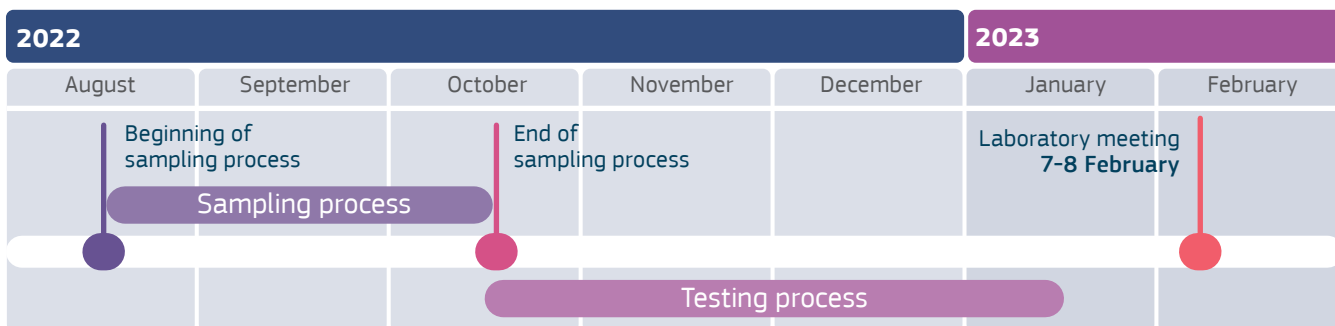 2022
2023
August
September
October
November
December
January
February
Beginning of
sampling process
End of
sampling process
Laboratory meeting
7-8 February
Sampling process
Testing process